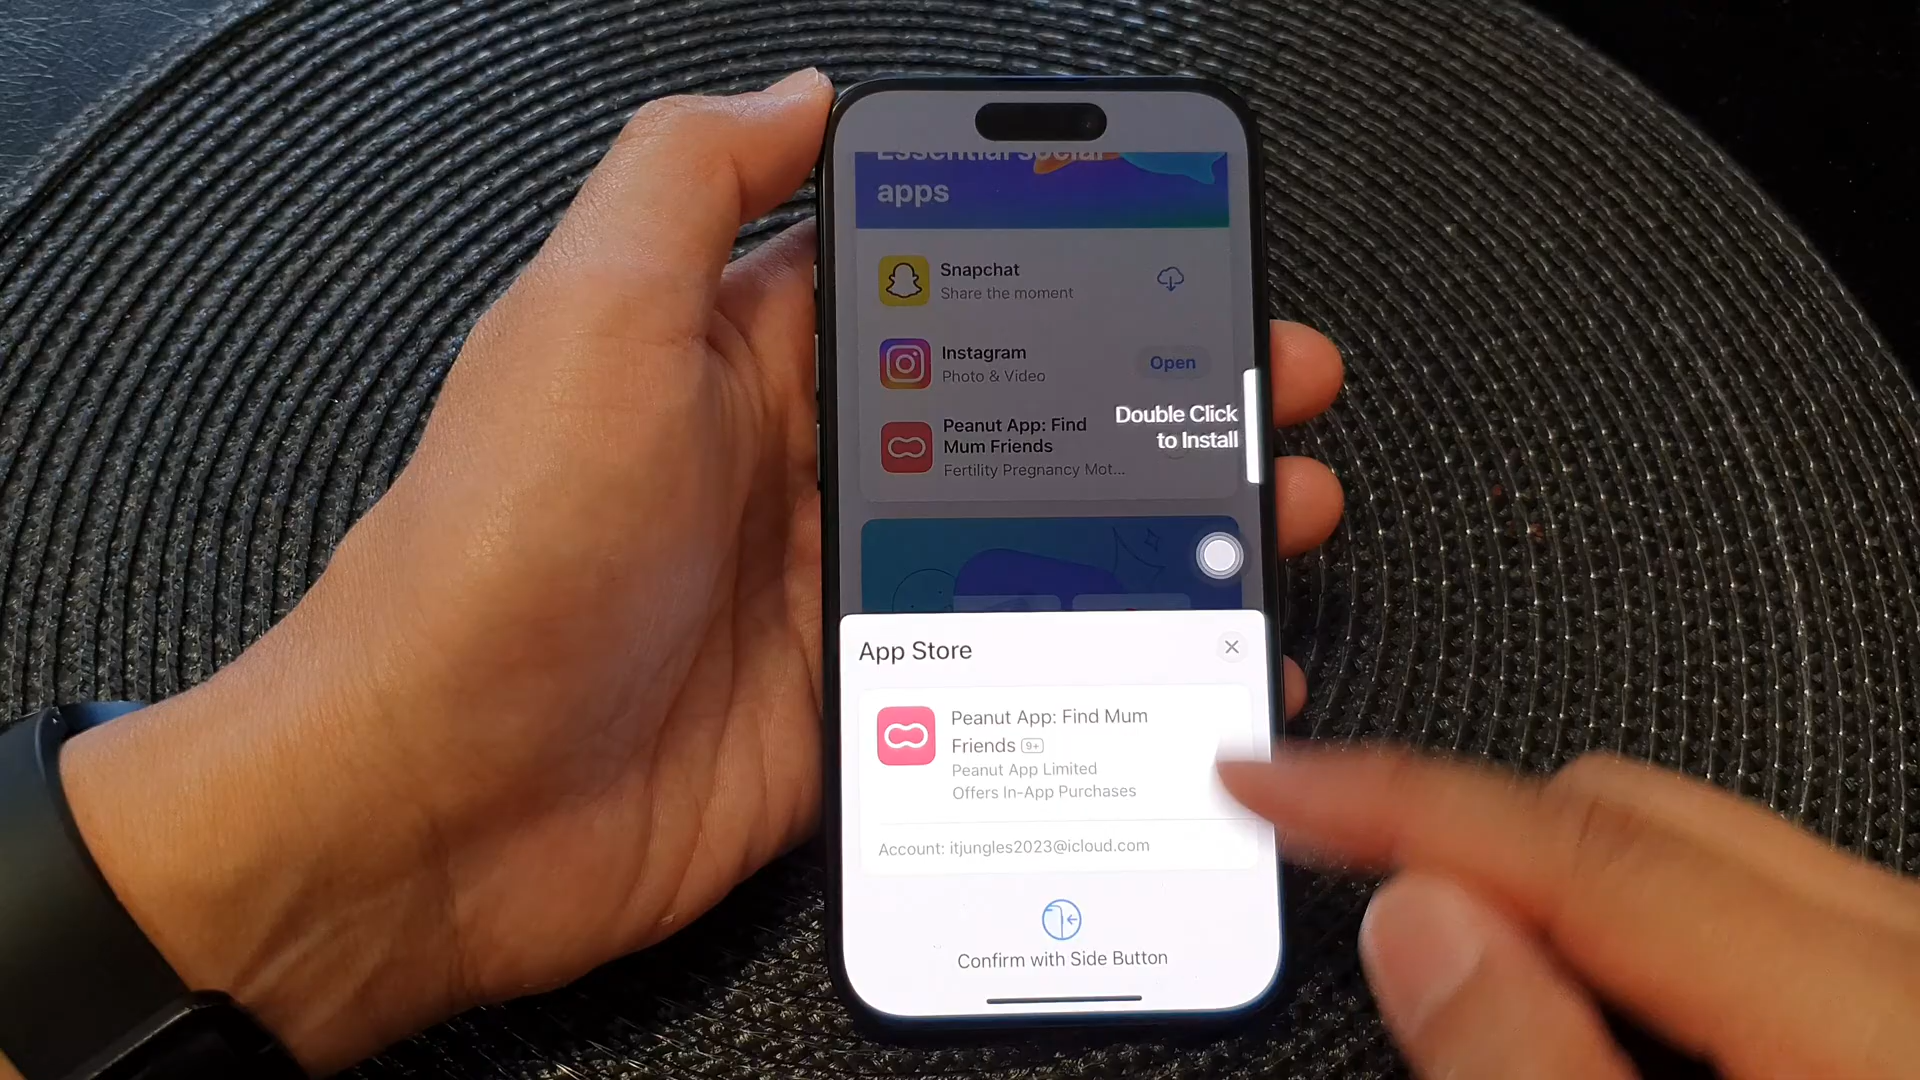 Essential social
apps
Snapchat
Share the moment
Instagram
Photo & Video
Open
Peanut App: Find
Mum Friends
Fertility Pregnancy Mot...
Double Click
to Install
App Store
Peanut App: Find Mum
Friends 9+
Peanut App Limited
Offers In-App Purchases
Account: itjungles2023@icloud.com
Confirm with Side Button